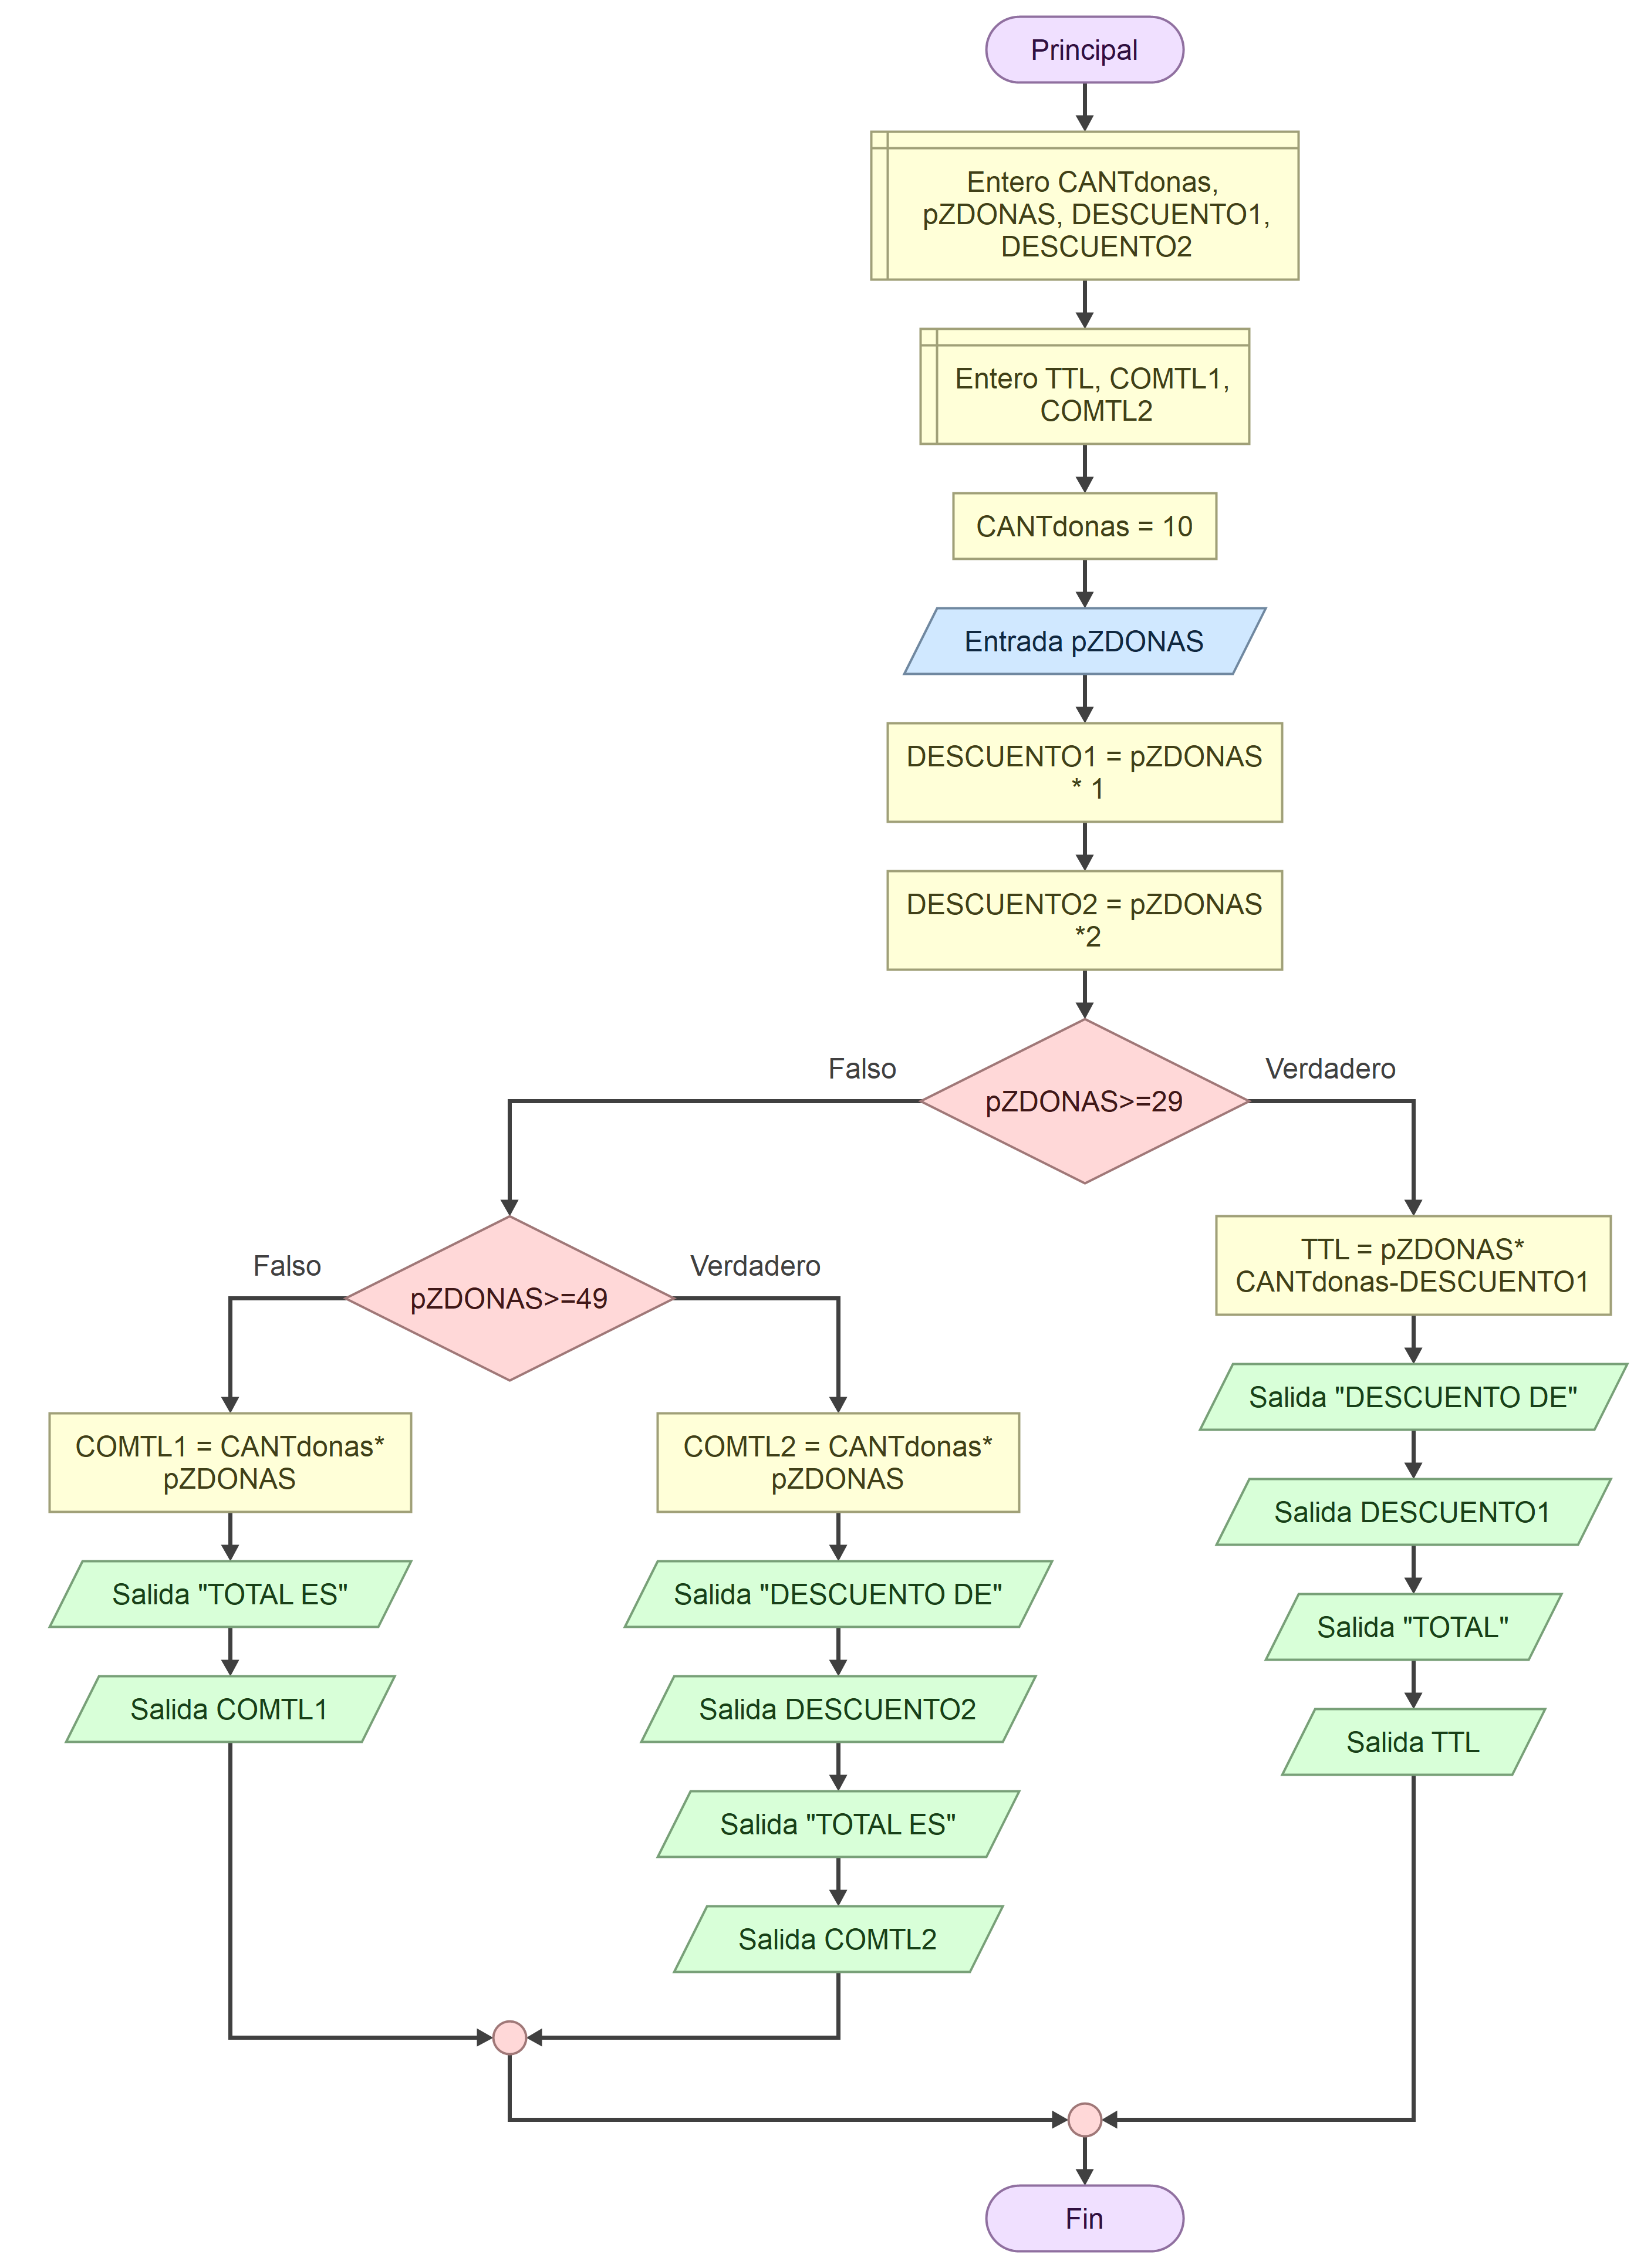 Principal
Entero CANTdonas,
pZDONAS, DESCUENTO1,
DESCUENTO2
Entero TTL, COMTL1,
COMTL2
CANTdonas = 10
Entrada pZDONAS
DESCUENTO1 = pZDONAS
* 1
DESCUENTO2 = pZDONAS
*2
pZDONAS>=29
Falso
Verdadero
pZDONAS>=49
Falso
Verdadero
COMTL1 = CANTdonas*
pZDONAS
Salida "TOTAL ES"
Salida COMTL1
COMTL2 = CANTdonas*
pZDONAS
Salida "DESCUENTO DE"
Salida DESCUENTO2
Salida "TOTAL ES"
Salida COMTL2
TTL = pZDONAS*
CANTdonas-DESCUENTO1
Salida "DESCUENTO DE"
Salida DESCUENTO1
Salida "TOTAL"
Salida TTL
Fin